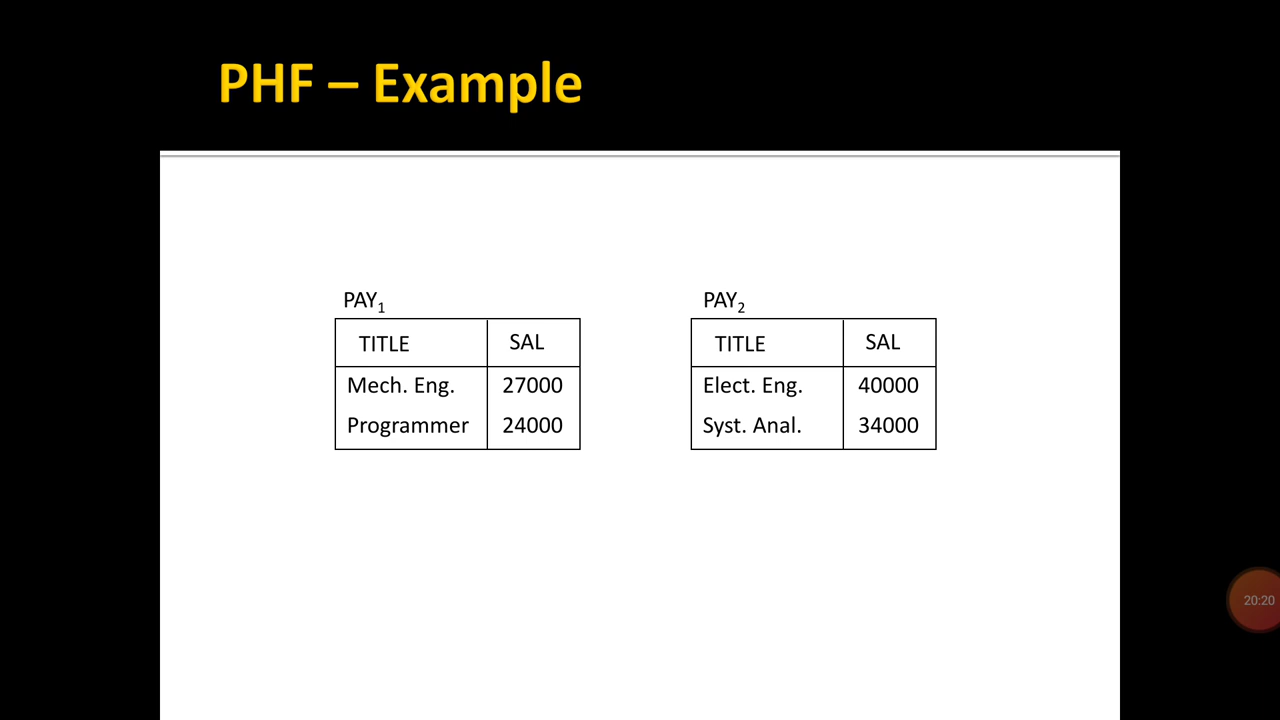 PHF – Example
PAY1 PAY2
TITLE SAL TITLE SAL
Mech. Eng. 27000 Elect. Eng. 40000
Programmer 24000 Syst. Anal. 34000
20:20